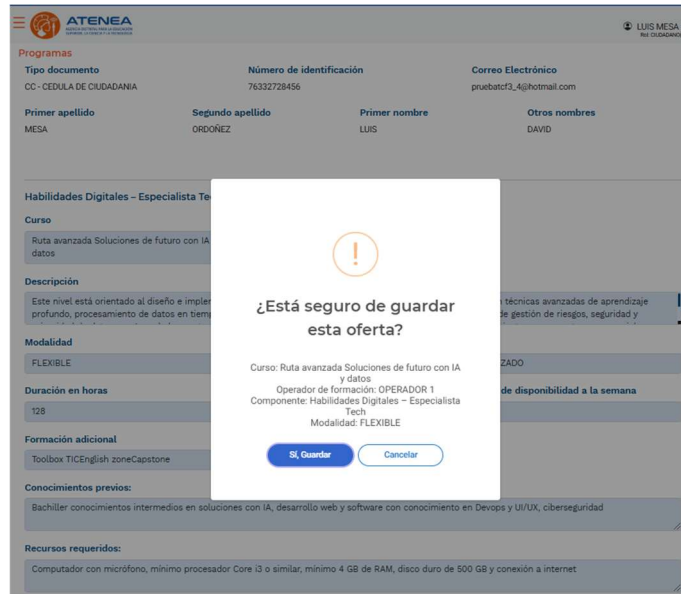 ATENEA
LUIS MESA
Programas
Tipo documento Número de identificación Correo Electrónico
CC - CEDULA DE CIUDADANIA 76332728456 pruebatcf3_4@hotmail.com
Primer apellido Segundo apellido Primer nombre Otros nombres
MESA ORDOÑEZ LUIS DAVID
Habilidades Digitales – Especialista Te
Curso
Ruta avanzada Soluciones de futuro con IA
datos
Descripción
Este nivel está orientado al diseño e impler técnicas avanzadas de aprendizaje
profundo, procesamiento de datos en tiemp de gestión de riesgos, seguridad y
Modalidad
FLEXIBLE ZADO
Duración en horas de disponibilidad a la semana
128
Formación adicional
Toolbox TICEnglish zoneCapstone
Conocimientos previos:
Bachiller conocimientos intermedios en soluciones con IA, desarrollo web y software con conocimiento en Devops y UI/UX, ciberseguridad
Recursos requeridos:
Computador con micrófono, mínimo procesador Core i3 o similar, mínimo 4 GB de RAM, disco duro de 500 GB y conexión a internet
!
¿Está seguro de guardar
esta oferta?
Curso: Ruta avanzada Soluciones de futuro con IA
y datos
Operador de formación: OPERADOR 1
Componente: Habilidades Digitales – Especialista
Tech
Modalidad: FLEXIBLE
Sí, Guardar Cancelar